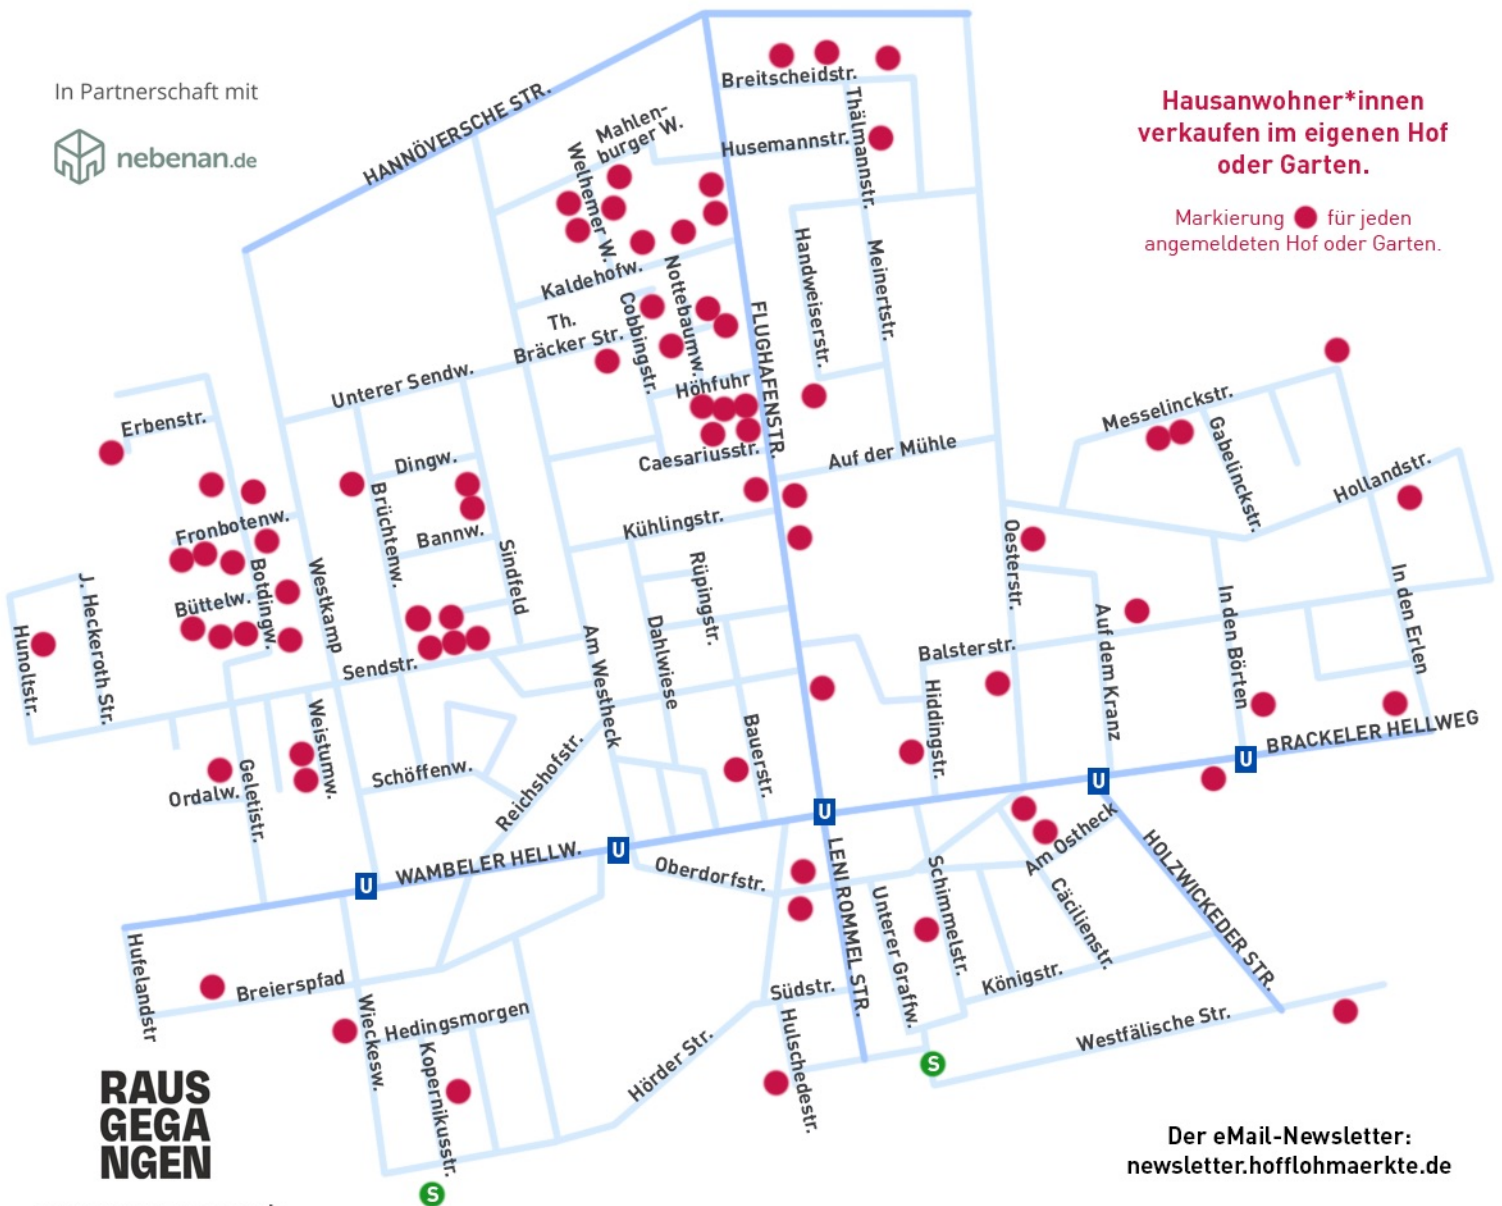 In Partnerschaft mit
nebenan.de
Hausanwohner*innen
verkaufen im eigenen Hof
oder Garten.
Markierung für jeden
angemeldeten Hof oder Garten.
HANNÖVERSCHE STR.
Breitscheidstr.
Thälmannstr.
Husemannstr.
Mahlen-
burger W.
Welhemer W.
Kaldehofw.
Nottebaumw.
Cobbingstr.
Th.
Bräcker Str.
Handweiserstr.
Meinertstr.
FLUGHAFENSTR.
Unterer Sendw.
Höhfuhr
Caesariusstr.
Auf der Mühle
Erbenstr.
Dingw.
Brüchtenw.
Bannw.
Sindfeld
Kühlingstr.
Rüpingstr.
Dahlwiese
Fronbotenw.
Botdingw.
Westkamp
Büttelw.
J. Heckeroth Str.
Hunoltstr.
Sendstr.
Am Westheck
Messelinckstr.
Gabelinckstr.
Hollandstr.
Oesterstr.
Auf dem Kranz
In den Börten
In den Erlen
Balsterstr.
Hiddingstr.
Bauerstr.
Weistumw.
Ordalw.
Geletistr.
Schöffenw.
Reichshofstr.
BRACKELER HELLWEG
U
U
U
U
U
WAMBELER HELLW.
Oberdorfstr.
LENI ROMMEL STR.
Unterer Graffw.
Schimmelstr.
Am Ostheck
Cäcilienstr.
HOLZWICKEDER STR.
Königstr.
Westfälische Str.
Südstr.
Hulschedestr.
Hörder Str.
Hufelandstr
Breierspfad
Wieckesw.
Hedingsmorgen
Kopernikusstr.
S
S
RAUS
GEGA
NGEN
Der eMail-Newsletter:
newsletter.hofflohmaerkte.de